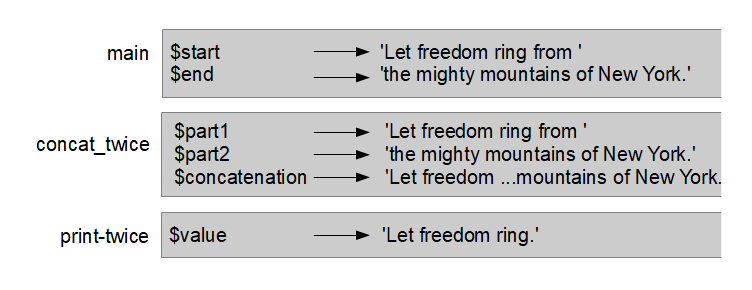 main $start 'Let freedom ring from '
$end 'the mighty mountains of New York.'
concat_twice $part1 'Let freedom ring from '
$part2 'the mighty mountains of New York.'
$concatenation 'Let freedom ...mountains of New York.
print-twice $value 'Let freedom ring.'